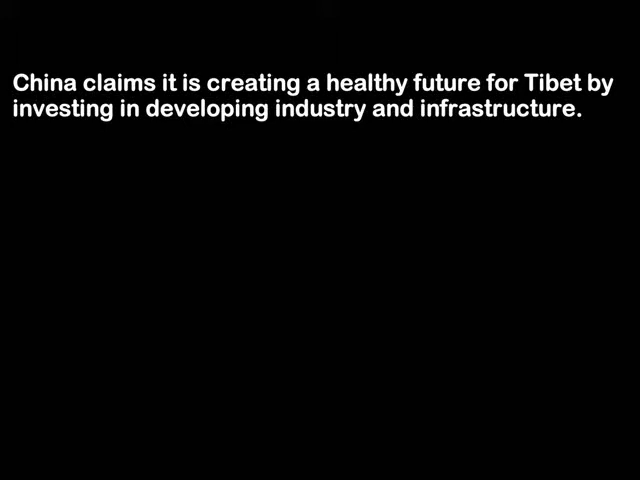 China claims it is creating a healthy future for Tibet by
investing in developing industry and infrastructure.